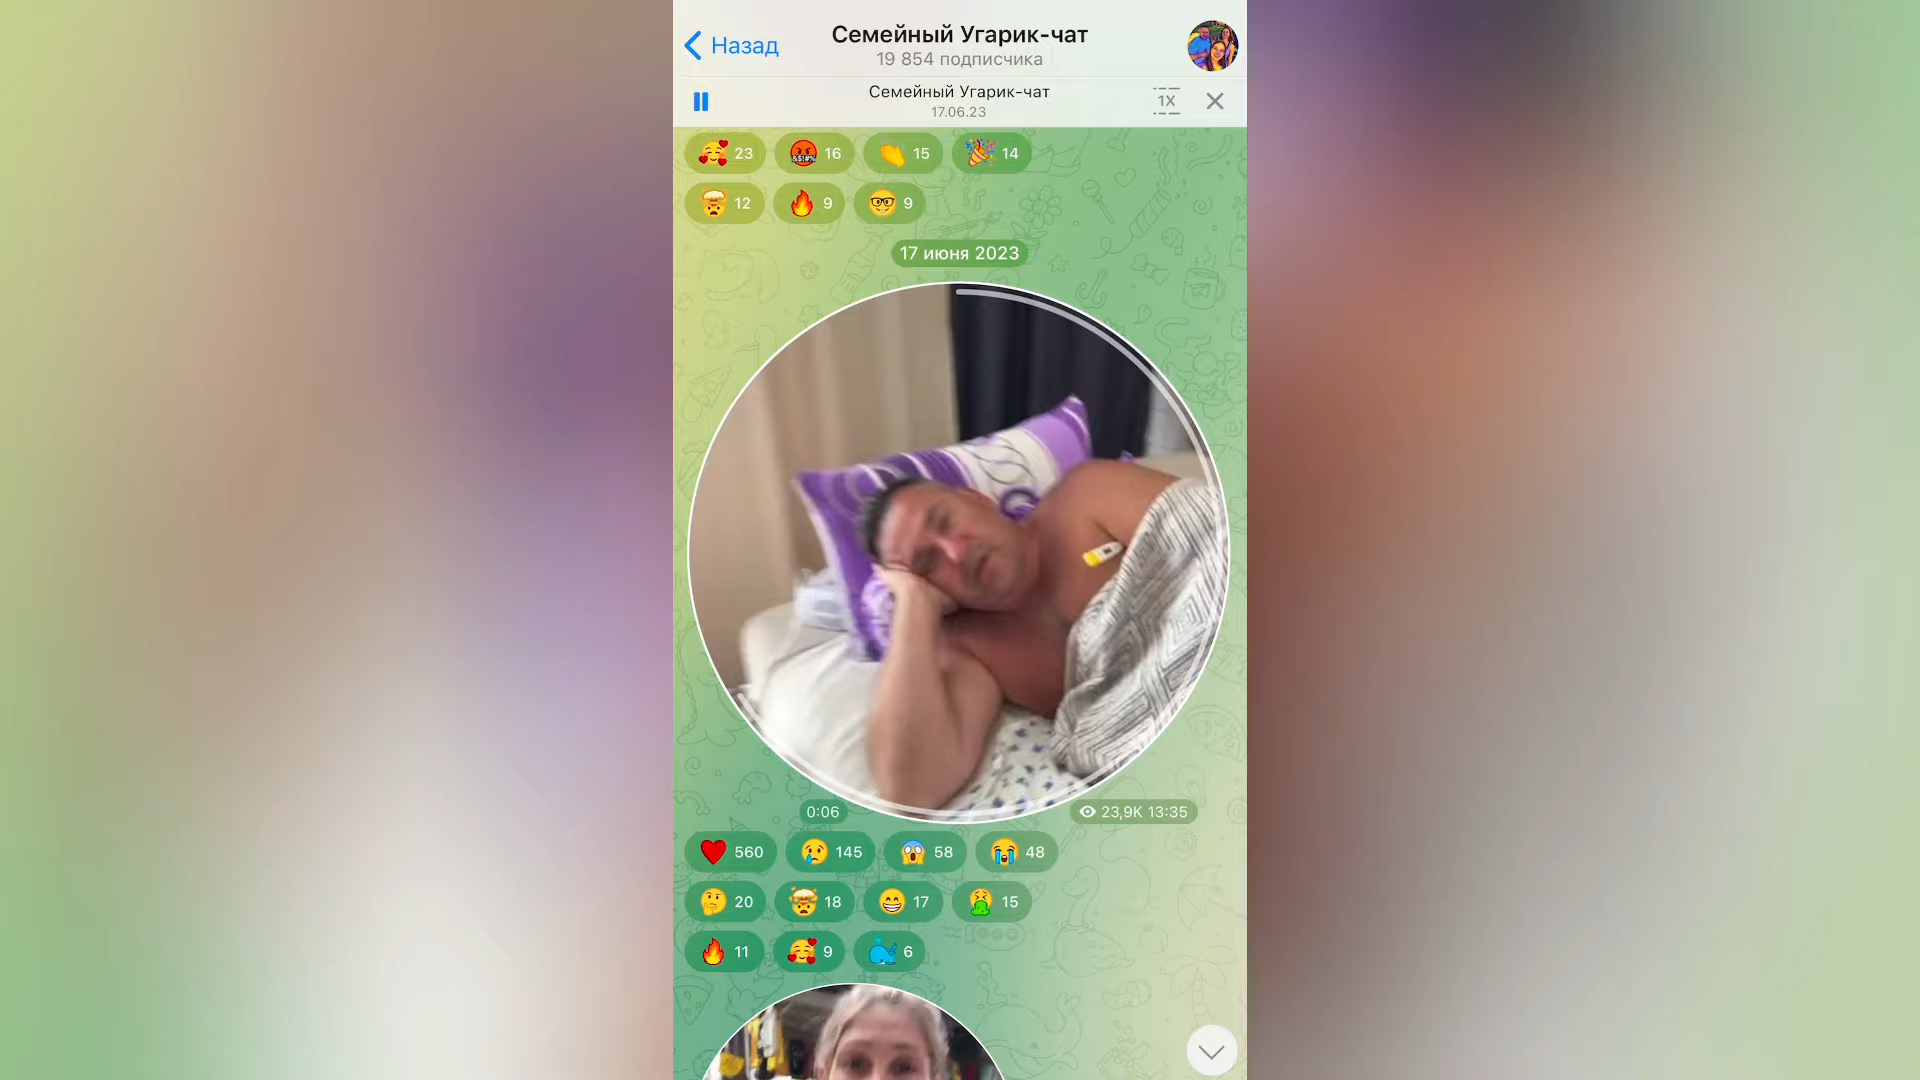 Назад
Семейный Угарик-чат
19 854 подписчика
Семейный Угарик-чат
17.06.23
1X
23 16 15 14
12 9 9
17 июня 2023
0:06
23,9K 13:35
560 145 58 48
20 18 17 15
11 9 6